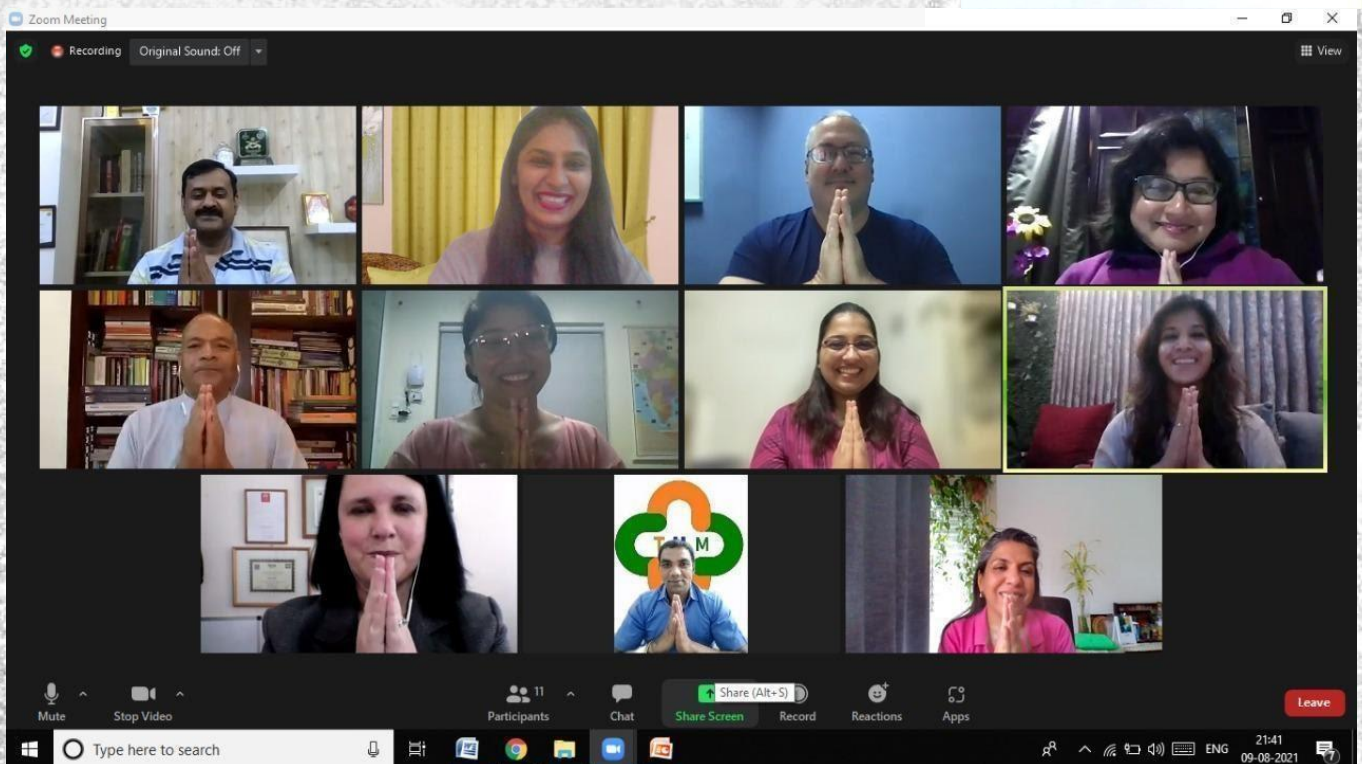 Zoom Meeting
Recording Original Sound: Off
View
T M
Mute Stop Video Participants 11 Chat Share Screen Share (Alt+S) Record Reactions Apps Leave
Type here to search
ENG
21:41
09-08-2021
7